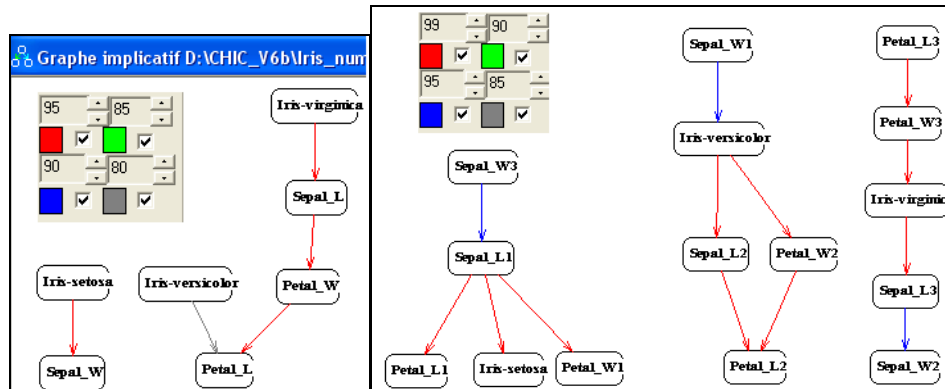 Graphe implicatif D:\CHIC_V6b\Iris_num
95 85
90 80
Iris-virginica
Sepal_L
Iris-setosa
Iris-versicolor
Petal_W
Sepal_W
Petal_L
99 90
95 85
Sepal_W1
Petal_L3
Iris-versicolor
Petal_W3
Sepal_W3
Iris-virginic
Sepal_L1
Sepal_L2
Petal_W2
Sepal_L3
Petal_L1
Iris-setosa
Petal_W1
Petal_L2
Sepal_W2